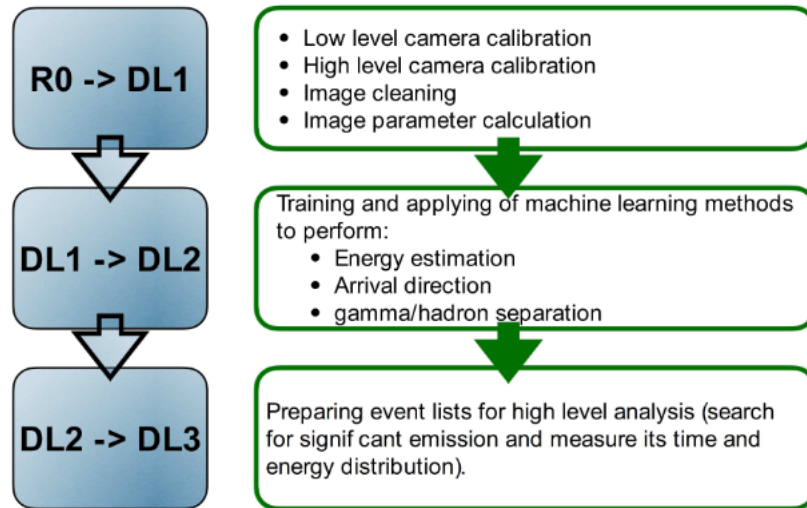 R0 -> DL1
• Low level camera calibration
• High level camera calibration
• Image cleaning
• Image parameter calculation
DL1 -> DL2
Training and applying of machine learning methods
to perform:
• Energy estimation
• Arrival direction
• gamma/hadron separation
DL2 -> DL3
Preparing event lists for high level analysis (search
for signif cant emission and measure its time and
energy distribution).